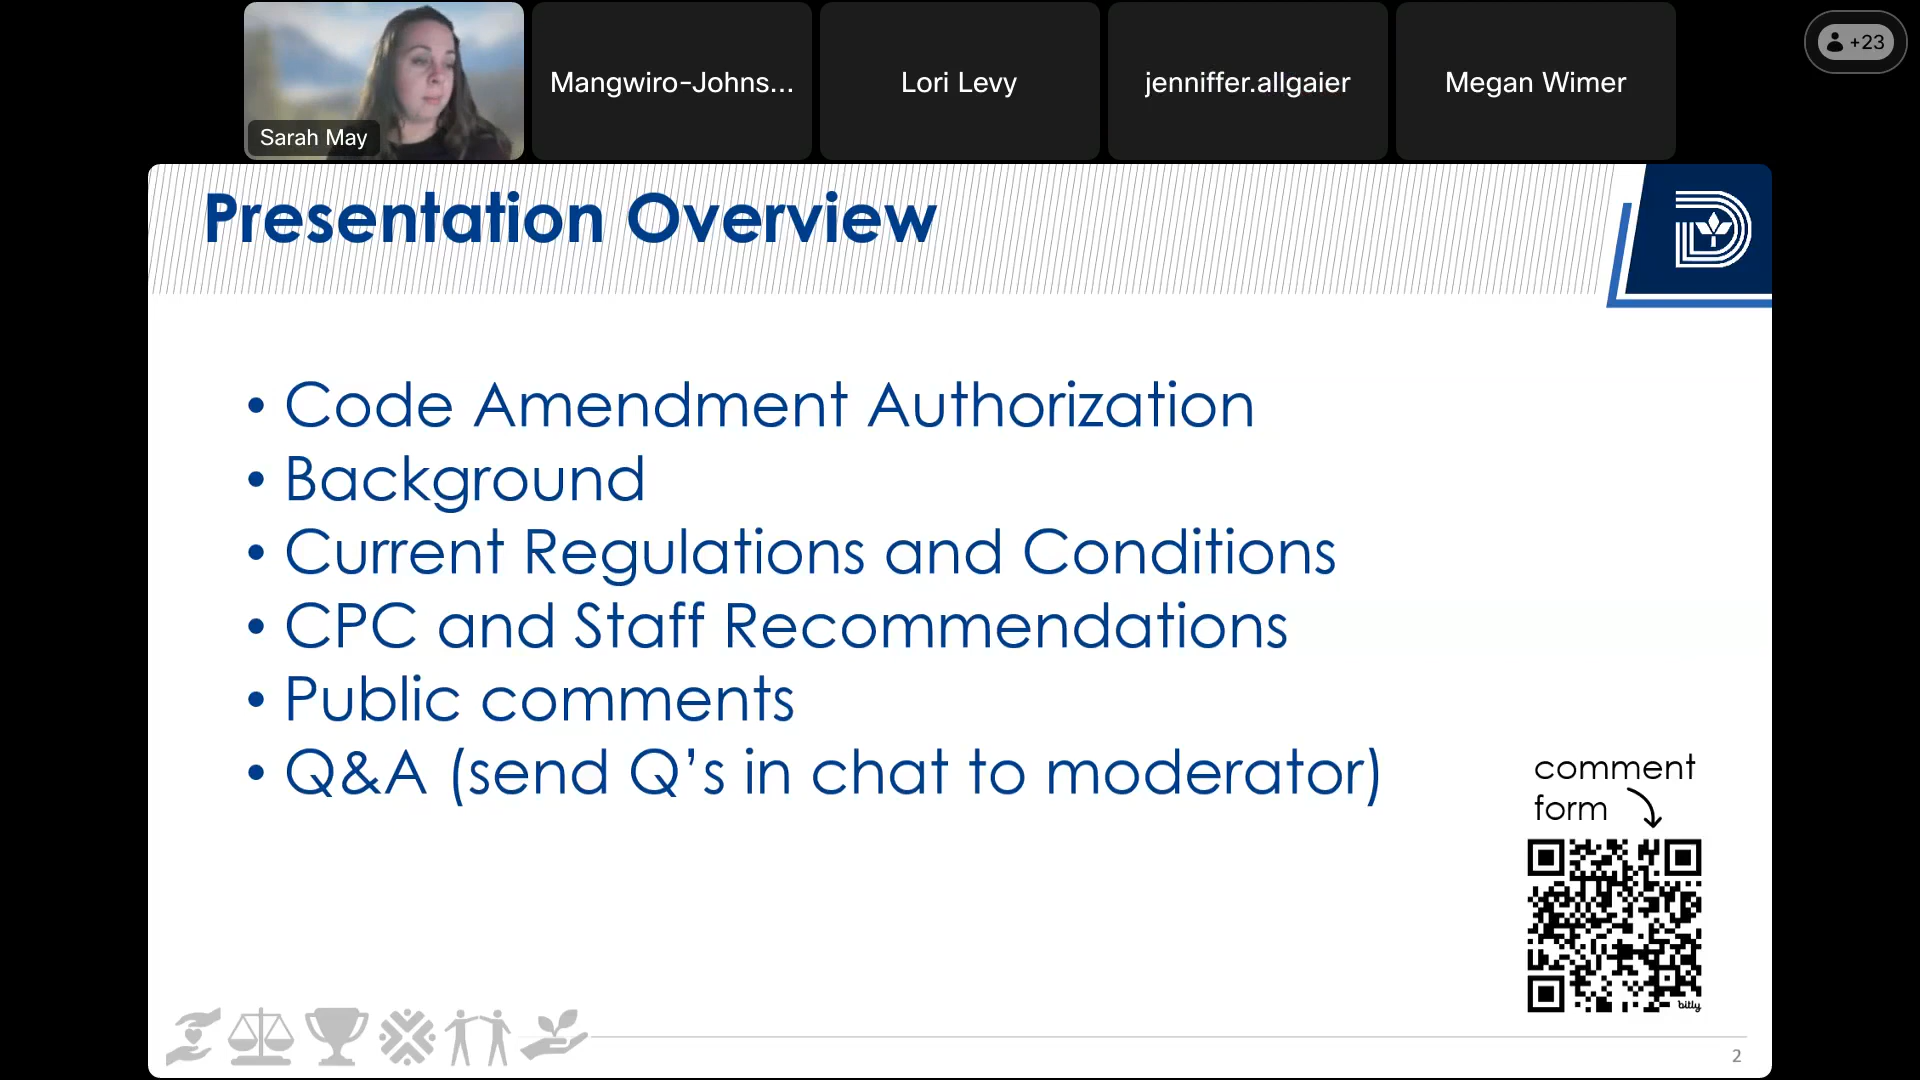 Sarah May
Mangwiro-Johns...
Lori Levy
jenniffer.allgaier
Megan Wimer
+23
Presentation Overview
• Code Amendment Authorization
• Background
• Current Regulations and Conditions
• CPC and Staff Recommendations
• Public comments
• Q&A (send Q’s in chat to moderator)
comment
form
bitly
2